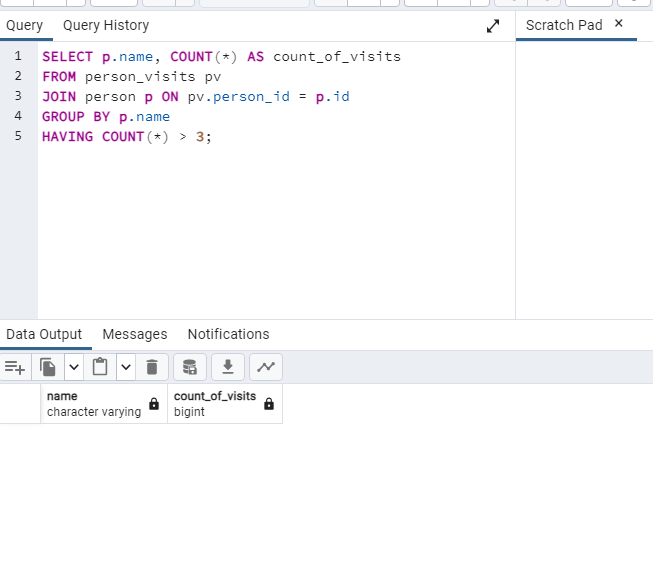 Query Query History
Scratch Pad ×
1 SELECT p.name, COUNT(*) AS count_of_visits
2 FROM person_visits pv
3 JOIN person p ON pv.person_id = p.id
4 GROUP BY p.name
5 HAVING COUNT(*) > 3;
Data Output Messages Notifications
name count_of_visits
character varying bigint